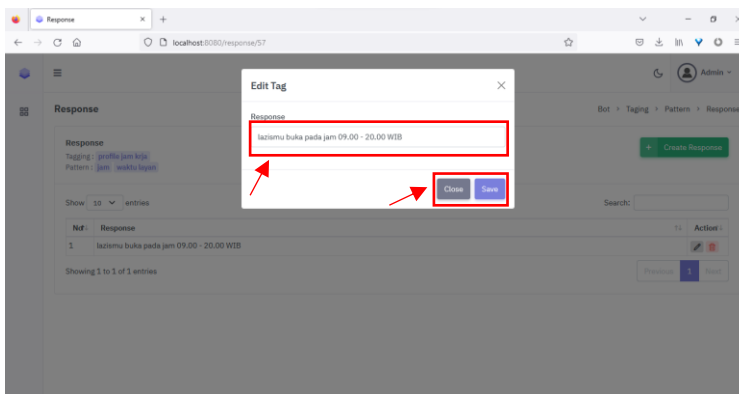 Response
localhost:8080/response/57
Admin
Edit Tag
Response
lazismu buka pada jam 09.00 - 20.00 WIB
Close Save
Response
Bot > Taging > Pattern > Response
Response
Tagging : profile jam krja
Pattern : jam waktu layan
+ Create Response
Show 10 entries
Search:
No Response Action
1 lazismu buka pada jam 09.00 - 20.00 WIB
Showing 1 to 1 of 1 entries
Previous 1 Next